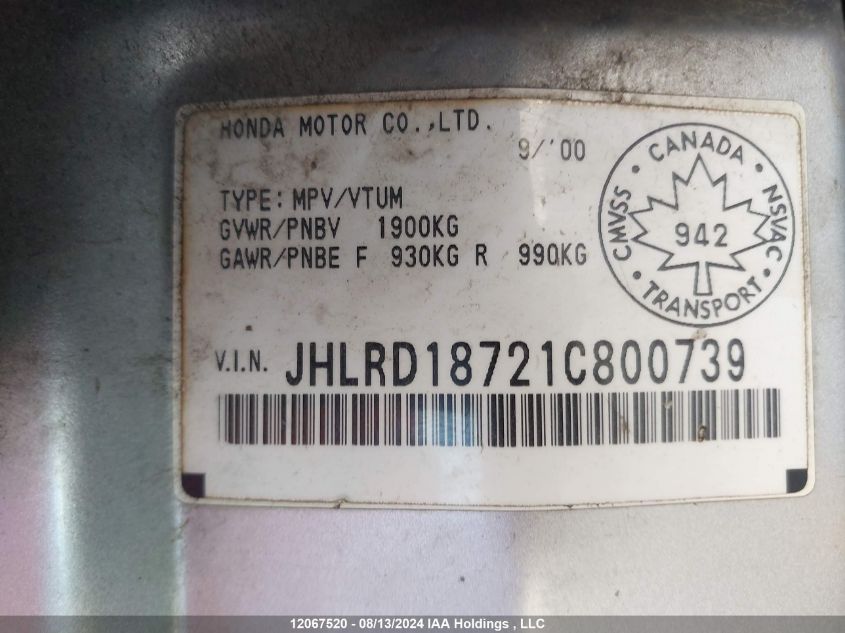 HONDA MOTOR CO.,LTD.
9/'00
TYPE: MPV/VTUM
GVWR/PNBV 1900KG
GAWR/PNBE F 930KG R 990KG
CMVSS • CANADA • NSVAC • TRANSPORT •
942
V.I.N. JHLRD18721C800739
12067520 - 08/13/2024 IAA Holdings , LLC